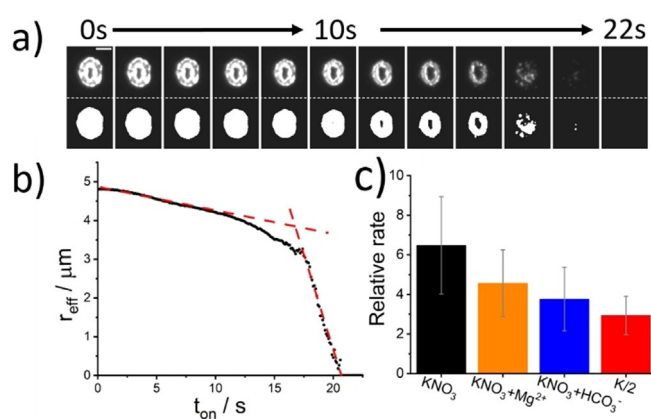 a) 0s 10s 22s
b)
r_eff / μm
5
4
3
2
1
0
0 5 10 15 20
t_on / s
c)
Relative rate
10
8
6
4
2
0
KNO₃ KNO₃+Mg²⁺ KNO₃+HCO₃⁻ K/2